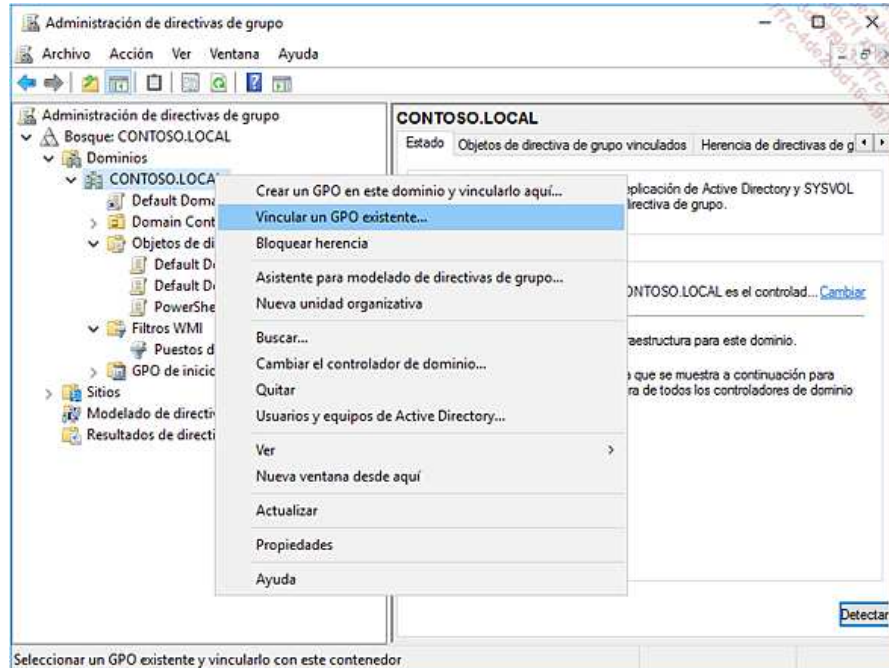 Administración de directivas de grupo
Archivo Acción Ver Ventana Ayuda
Administración de directivas de grupo
Bosque: CONTOSO.LOCAL
Dominios
CONTOSO.LOCA
Default Doma
Domain Cont
Objetos de di
Default D
Default D
PowerShe
Filtros WMI
Puestos d
GPO de inicio
Sitios
Modelado de directi
Resultados de directi
Crear un GPO en este dominio y vincularlo aquí...
Vincular un GPO existente...
Bloquear herencia
Asistente para modelado de directivas de grupo...
Nueva unidad organizativa
Buscar...
Cambiar el controlador de dominio...
Quitar
Usuarios y equipos de Active Directory...
Ver
Nueva ventana desde aquí
Actualizar
Propiedades
Ayuda
CONTOSO.LOCAL
Estado Objetos de directiva de grupo vinculados Herencia de directivas de g
plicación de Active Directory y SYSVOL
directiva de grupo.
ONTOSO.LOCAL es el controlad... Cambiar
aestructura para este dominio.
que se muestra a continuación para
ra de todos los controladores de dominio
Detectar
Seleccionar un GPO existente y vincularlo con este contenedor